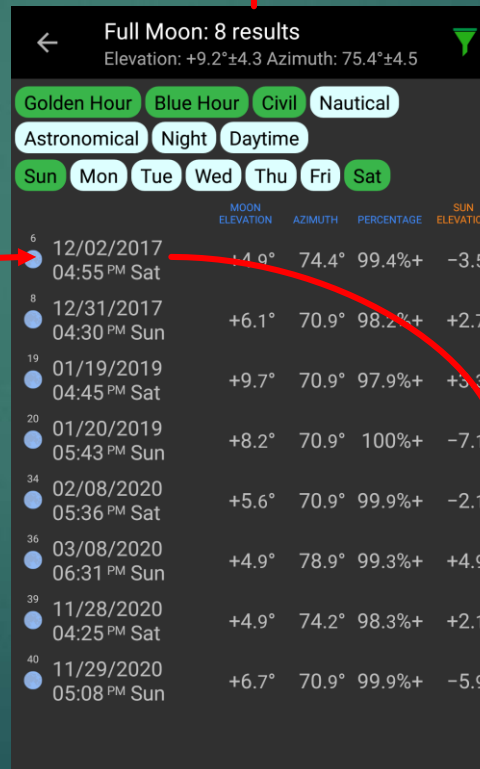 Full Moon: 8 results
Elevation: +9.2°±4.3 Azimuth: 75.4°±4.5
Golden Hour Blue Hour Civil Nautical
Astronomical Night Daytime
Sun Mon Tue Wed Thu Fri Sat
MOON SUN
ELEVATION AZIMUTH PERCENTAGE
6 12/02/2017
+4.9° 74.4° 99.4%+ −3.5
04:55 PM Sat
8 12/31/2017
+6.1° 70.9° 98.2%+ +2.7
04:30 PM Sun
19 01/19/2019
+9.7° 70.9° 97.9%+ +3.3
04:45 PM Sat
20 01/20/2019
+8.2° 70.9° 100%+ −7.1
05:43 PM Sun
34 02/08/2020
+5.6° 70.9° 99.9%+ −2.1
05:36 PM Sat
36 03/08/2020
+4.9° 78.9° 99.3%+ +4.9
06:31 PM Sun
39 11/28/2020
+4.9° 74.2° 98.3%+ +2.1
04:25 PM Sat
40 11/29/2020
+6.7° 70.9° 99.9%+ −5.9
05:08 PM Sun